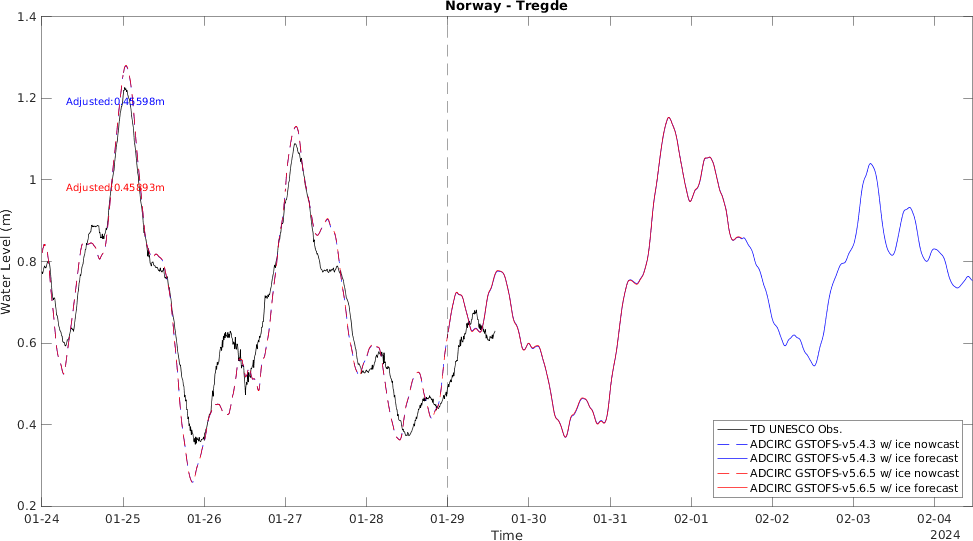 Norway - Tregde
1.4
1.2
1
0.8
0.6
0.4
0.2
Water Level (m)
Adjusted:0.45598m
Adjusted:0.45893m
TD UNESCO Obs.
ADCIRC GSTOFS-v5.4.3 w/ ice nowcast
ADCIRC GSTOFS-v5.4.3 w/ ice forecast
ADCIRC GSTOFS-v5.6.5 w/ ice nowcast
ADCIRC GSTOFS-v5.6.5 w/ ice forecast
01-24 01-25 01-26 01-27 01-28 01-29 01-30 01-31 02-01 02-02 02-03 02-04
Time
2024